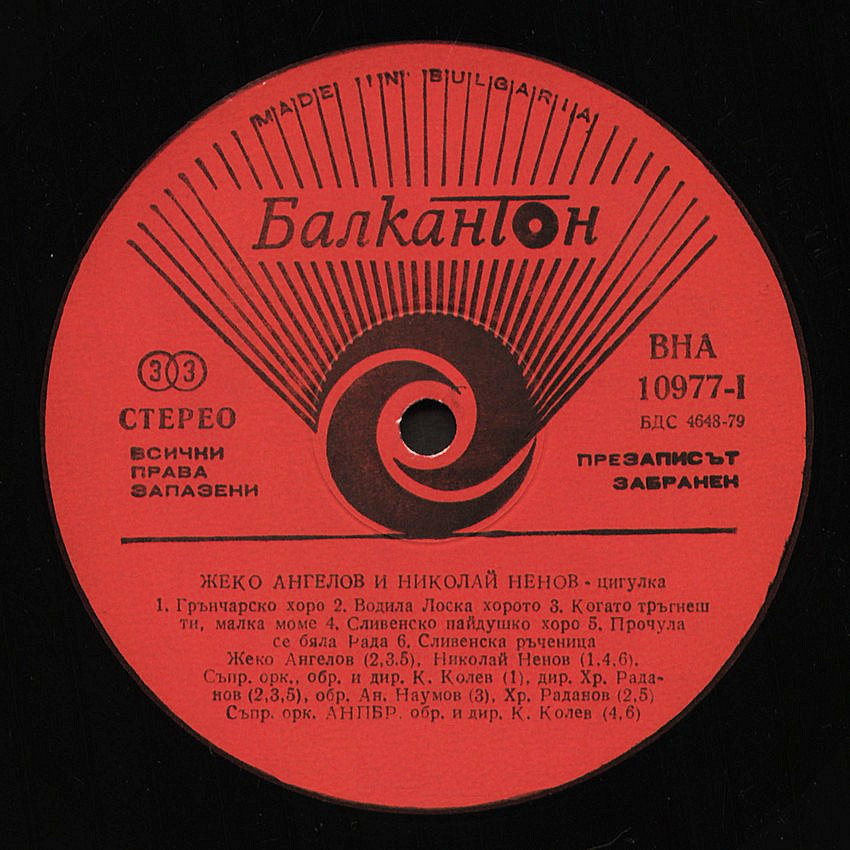 MADE IN BULGARIA
Балкантон
33
СТЕРЕО
ВСИЧКИ
ПРАВА
ЗАПАЗЕНИ
ВНА
10977-I
БДС 4648-79
ПРЕЗАПИСЪТ
ЗАБРАНЕН
ЖЕКО АНГЕЛОВ И НИКОЛАЙ НЕНОВ - цигулка
1. Грънчарско хоро 2. Водила Лоска хорото 3. Когато тръгнеш
ти, малка моме 4. Сливенско пайдушко хоро 5. Прочула
се бяла Рада 6. Сливенска ръченица
Жеко Ангелов (2,3.5), Николай Ненов (1,4,6).
Съпр. орк., обр. и дир. К. Колев (1), дир. Хр. Рада-
нов (2,3,5), обр. Ан. Наумов (3), Хр. Раданов (2,5)
Съпр. орк. АНПБР, обр. и дир. К. Колев (4,6)